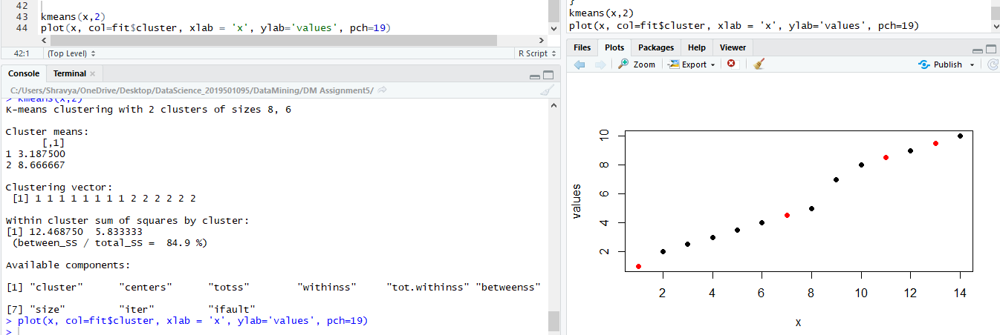 42
43 kmeans(x,2)
44 plot(x, col=fit$cluster, xlab = 'x', ylab='values', pch=19)
42:1 (Top Level) R Script
Console Terminal
C:/Users/Shravya/OneDrive/Desktop/DataScience_2019501095/DataMining/DM Assignment5/
> kmeans(x,2)
K-means clustering with 2 clusters of sizes 8, 6
Cluster means:
[,1]
1 3.187500
2 8.666667
Clustering vector:
[1] 1 1 1 1 1 1 1 1 2 2 2 2 2 2
Within cluster sum of squares by cluster:
[1] 12.468750 5.833333
(between_SS / total_SS = 84.9 %)
Available components:
[1] "cluster" "centers" "totss" "withinss" "tot.withinss" "betweenss"
[7] "size" "iter" "ifault"
> plot(x, col=fit$cluster, xlab = 'x', ylab='values', pch=19)
>
}
kmeans(x,2)
plot(x, col=fit$cluster, xlab = 'x', ylab='values', pch=19)
Files Plots Packages Help Viewer
Zoom Export Publish
10
8
6
4
2
values
2 4 6 8 10 12 14
x